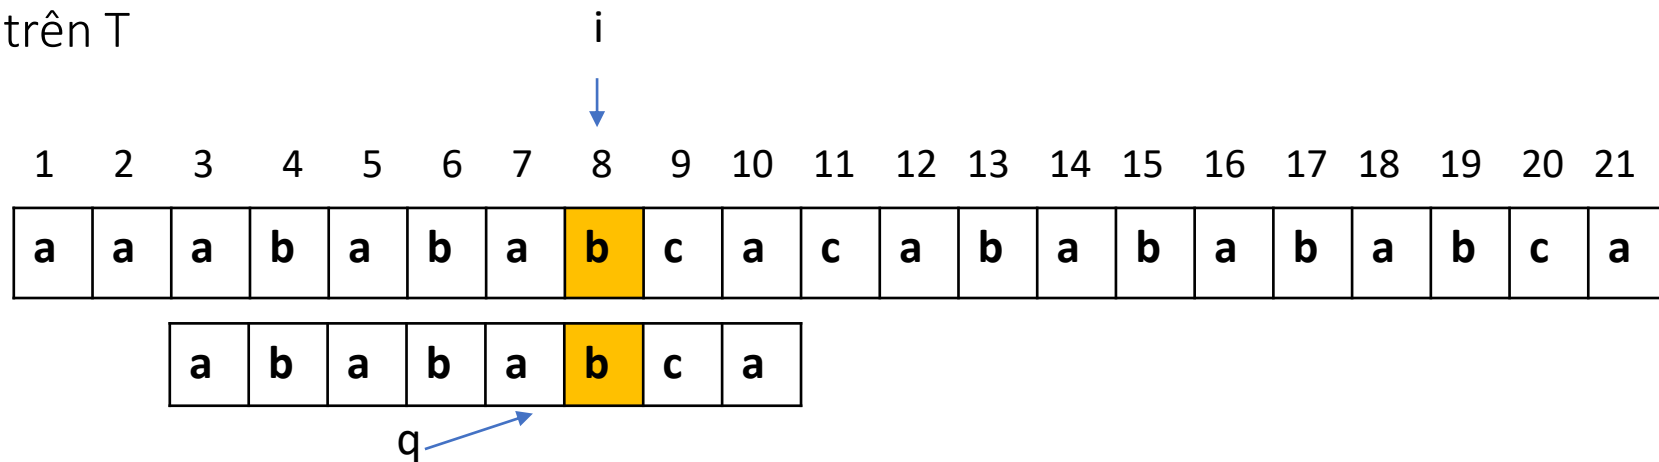 trên T
i
1 2 3 4 5 6 7 8 9 10 11 12 13 14 15 16 17 18 19 20 21
a a a b a b a b c a c a b a b a b a b c a
a b a b a b c a
q